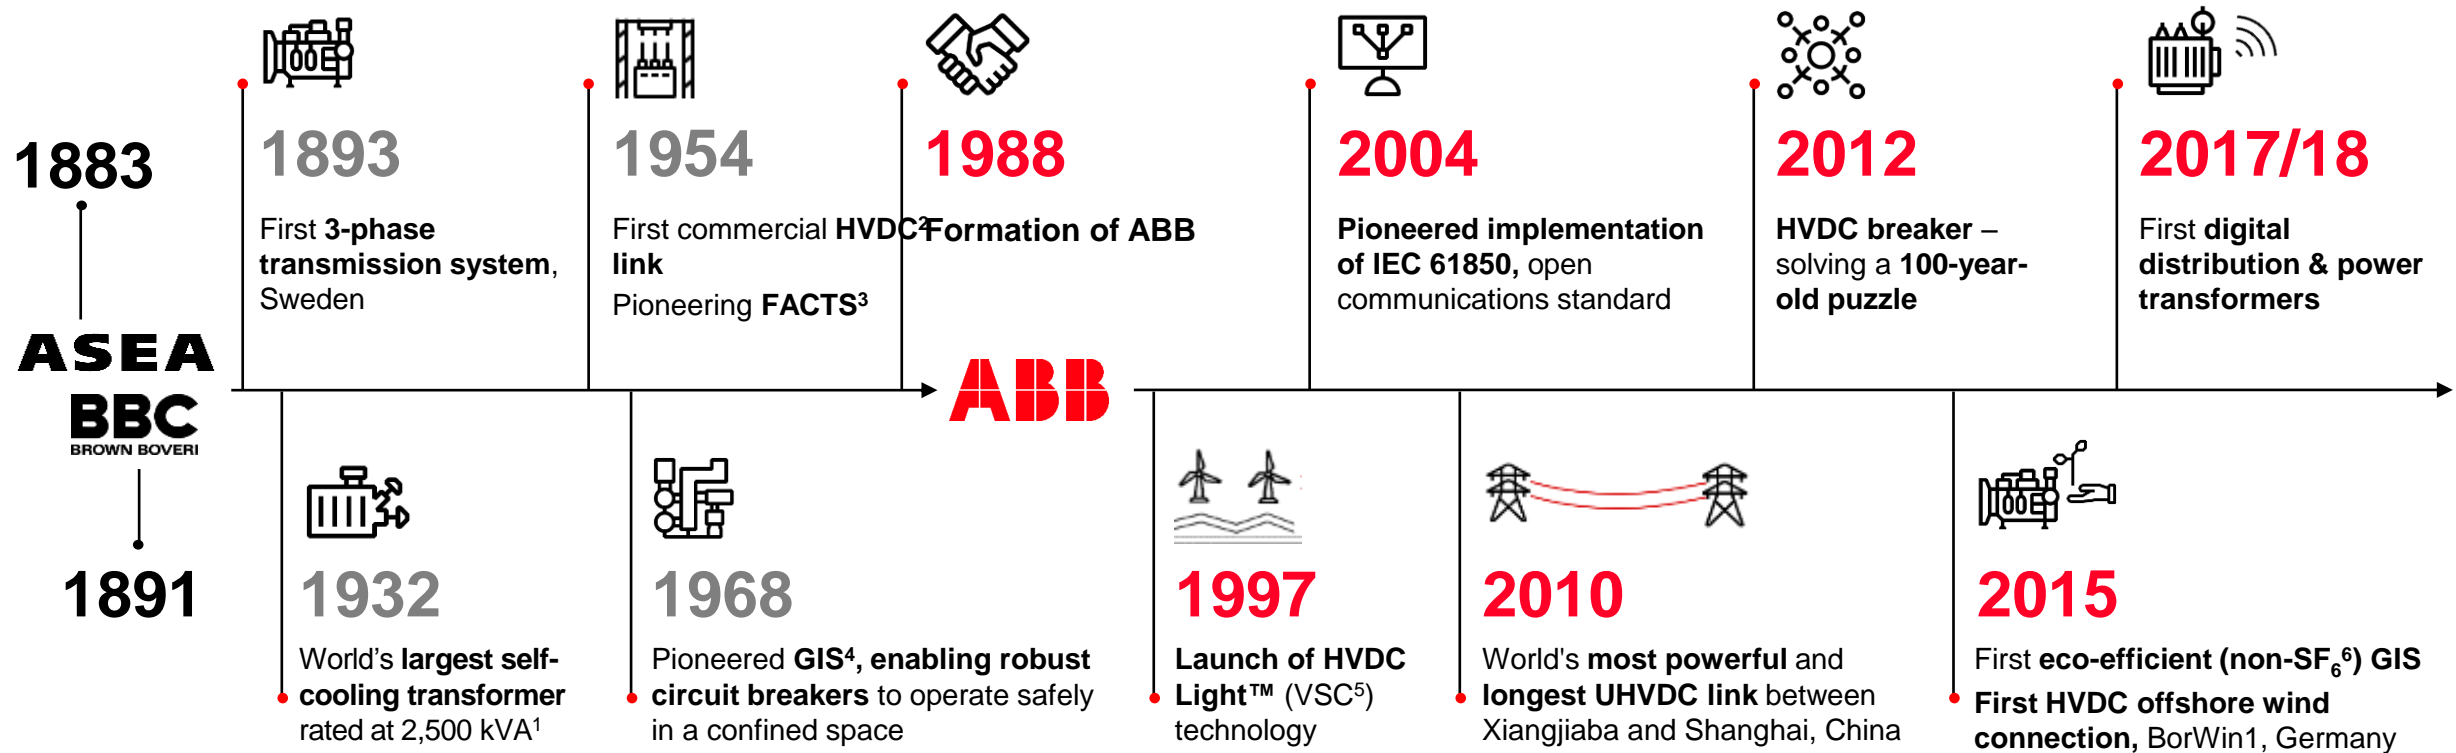 1883
ASEA
BBC
BROWN BOVERI
1891
1893
First 3-phase
transmission system,
Sweden
1954
First commercial HVDC²
link
Pioneering FACTS³
1988
Formation of ABB
2004
Pioneered implementation
of IEC 61850, open
communications standard
2012
HVDC breaker –
solving a 100-year-
old puzzle
2017/18
First digital
distribution & power
transformers
ABB
1932
World's largest self-
cooling transformer
rated at 2,500 kVA¹
1968
Pioneered GIS⁴, enabling robust
circuit breakers to operate safely
in a confined space
1997
Launch of HVDC
Light™ (VSC⁵)
technology
2010
World's most powerful and
longest UHVDC link between
Xiangjiaba and Shanghai, China
2015
First eco-efficient (non-SF₆⁶) GIS
First HVDC offshore wind
connection, BorWin1, Germany